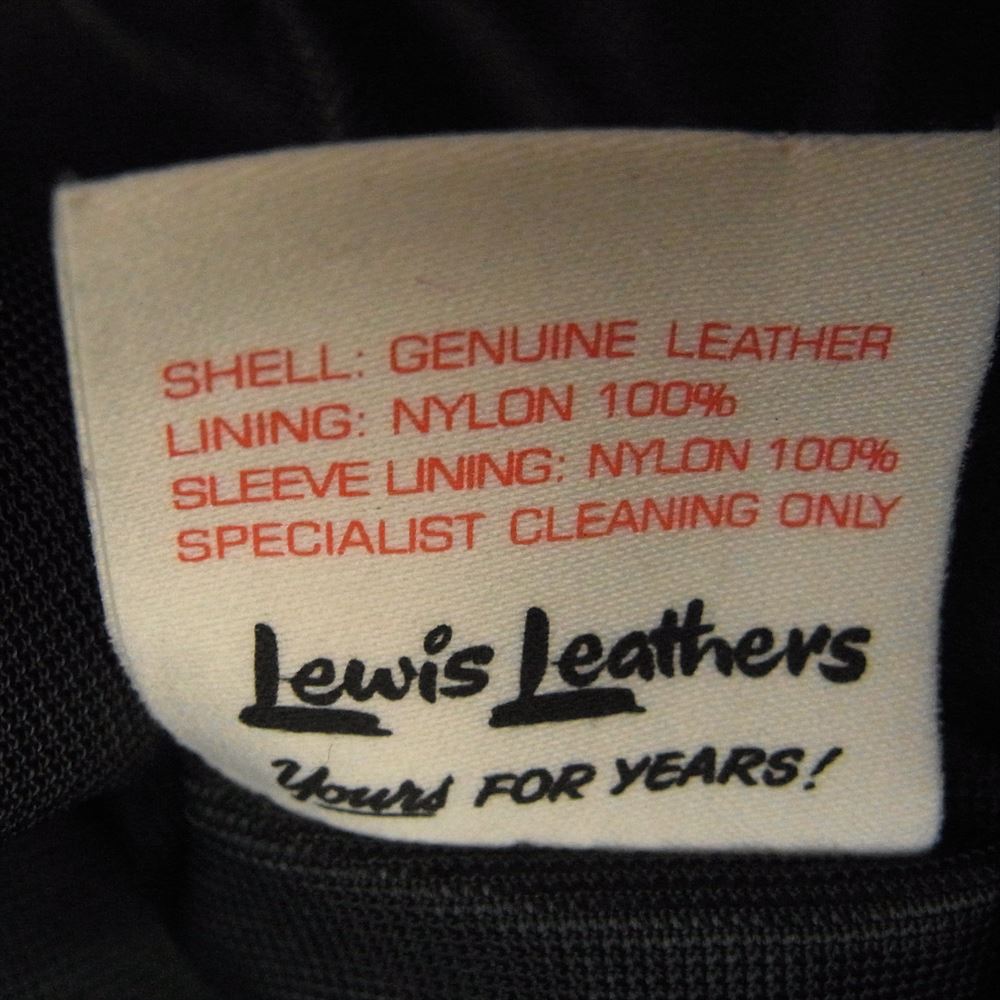 SHELL: GENUINE LEATHER
LINING: NYLON 100%
SLEEVE LINING: NYLON 100%
SPECIALIST CLEANING ONLY
Lewis Leathers
Yours FOR YEARS!